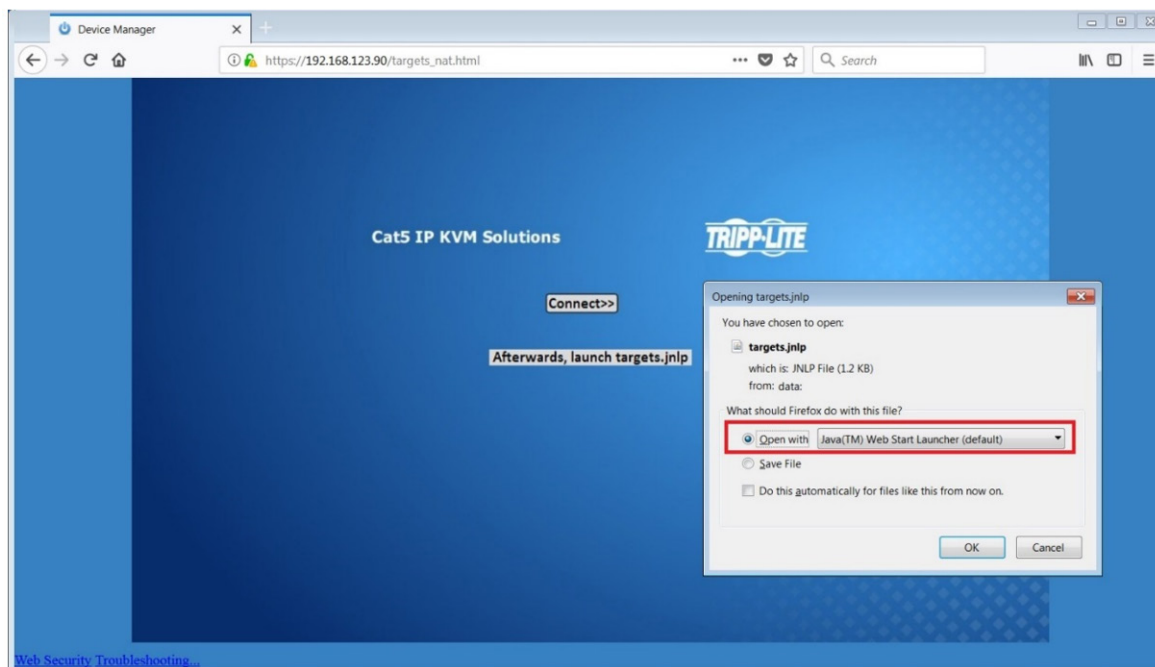 Device Manager
https://192.168.123.90/targets_nat.html
Search
Cat5 IP KVM Solutions
TRIPP·LITE
Connect>>
Afterwards, launch targets.jnlp
Opening targets.jnlp
You have chosen to open:
targets.jnlp
which is: JNLP File (1.2 KB)
from: data:
What should Firefox do with this file?
Open with Java(TM) Web Start Launcher (default)
Save File
Do this automatically for files like this from now on.
OK Cancel
Web Security Troubleshooting...